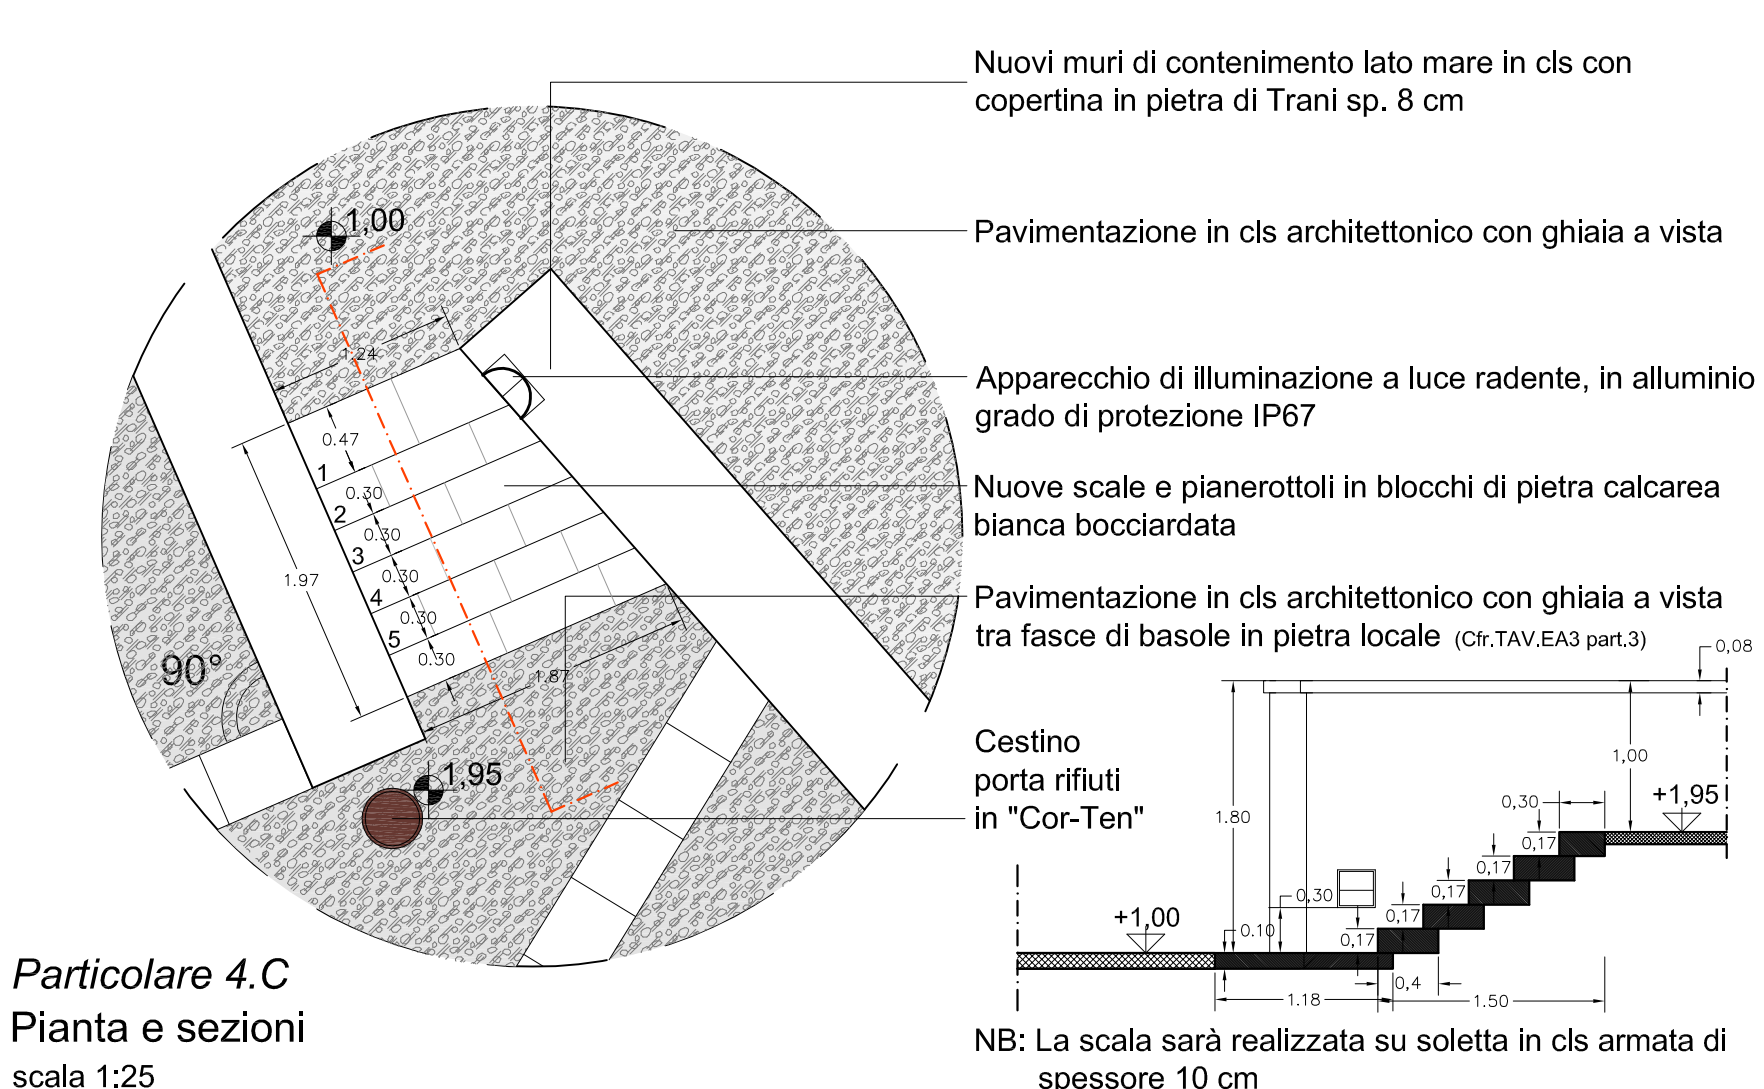 Nuovi muri di contenimento lato mare in cls con
copertina in pietra di Trani sp. 8 cm
1,00
Pavimentazione in cls architettonico con ghiaia a vista
1.24
Apparecchio di illuminazione a luce radente, in alluminio
grado di protezione IP67
0.47
1
0.30
Nuove scale e pianerottoli in blocchi di pietra calcarea
bianca bocciardata
2
0.30
3
0.30
1.97
4
0.30
5
0.30
Pavimentazione in cls architettonico con ghiaia a vista
tra fasce di basole in pietra locale (Cfr.TAV.EA3 part.3)
90°
1.87
1,95
Cestino
porta rifiuti
in "Cor-Ten"
0,08
1,00
1.80
0,30
+1,95
0,17
0,17
0,17
0,17
0,17
0,30
+1,00
0.10
0,4
1.18
1.50
Particolare 4.C
Pianta e sezioni
scala 1:25
NB: La scala sarà realizzata su soletta in cls armata di
spessore 10 cm